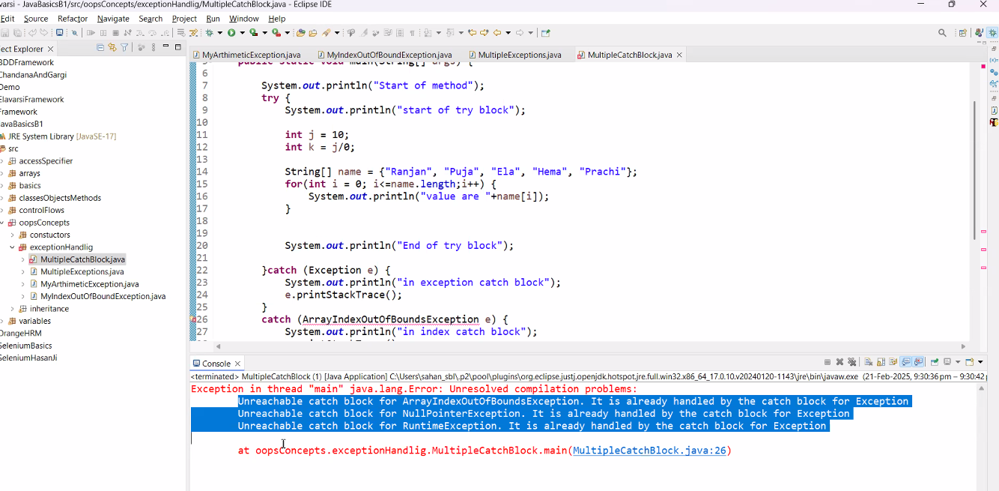 varsi - JavaBasicsB1/src/oopsConcepts/exceptionHandlig/MultipleCatchBlock.java - Eclipse IDE
Edit Source Refactor Navigate Search Project Run Window Help
ect Explorer
BDDFramework
ChandanaAndGargi
Demo
ElavarsiFramework
Framework
JavaBasicsB1
JRE System Library [JavaSE-17]
src
accessSpecifier
arrays
basics
classesObjectsMethods
controlFlows
oopsConcepts
constuctors
exceptionHandlig
MultipleCatchBlock.java
MultipleExceptions.java
MyArthimeticException.java
MyIndexOutOfBoundException.java
inheritance
variables
OrangeHRM
SeleniumBasics
SeleniumHasanJi
MyArthimeticException.java MyIndexOutOfBoundException.java MultipleExceptions.java MultipleCatchBlock.java
5 public static void main(String[] args) {
6
7 System.out.println("Start of method");
8 try {
9 System.out.println("start of try block");
10
11 int j = 10;
12 int k = j/0;
13
14 String[] name = {"Ranjan", "Puja", "Ela", "Hema", "Prachi"};
15 for(int i = 0; i<=name.length;i++) {
16 System.out.println("value are "+name[i]);
17 }
18
19
20 System.out.println("End of try block");
21
22 }catch (Exception e) {
23 System.out.println("in exception catch block");
24 e.printStackTrace();
25 }
26 catch (ArrayIndexOutOfBoundsException e) {
27 System.out.println("in index catch block");
Console
<terminated> MultipleCatchBlock (1) [Java Application] C:\Users\sahan_sbl\.p2\pool\plugins\org.eclipse.justj.openjdk.hotspot.jre.full.win32.x86_64_17.0.10.v20240120-1143\jre\bin\javaw.exe (21-Feb-2025, 9:30:36 pm – 9:30:42
Exception in thread "main" java.lang.Error: Unresolved compilation problems:
Unreachable catch block for ArrayIndexOutOfBoundsException. It is already handled by the catch block for Exception
Unreachable catch block for NullPointerException. It is already handled by the catch block for Exception
Unreachable catch block for RuntimeException. It is already handled by the catch block for Exception
at oopsConcepts.exceptionHandlig.MultipleCatchBlock.main(MultipleCatchBlock.java:26)